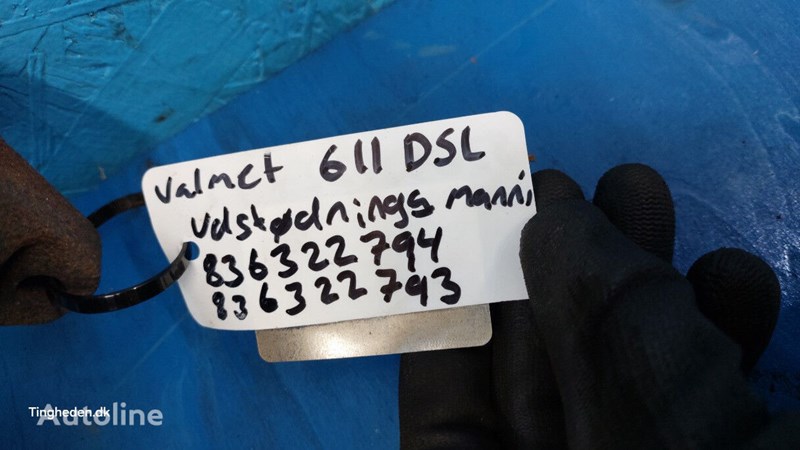 Valmet 611 DSL
Udstødnings manni
836322794
836322793
Tingheden.dk
Autoline